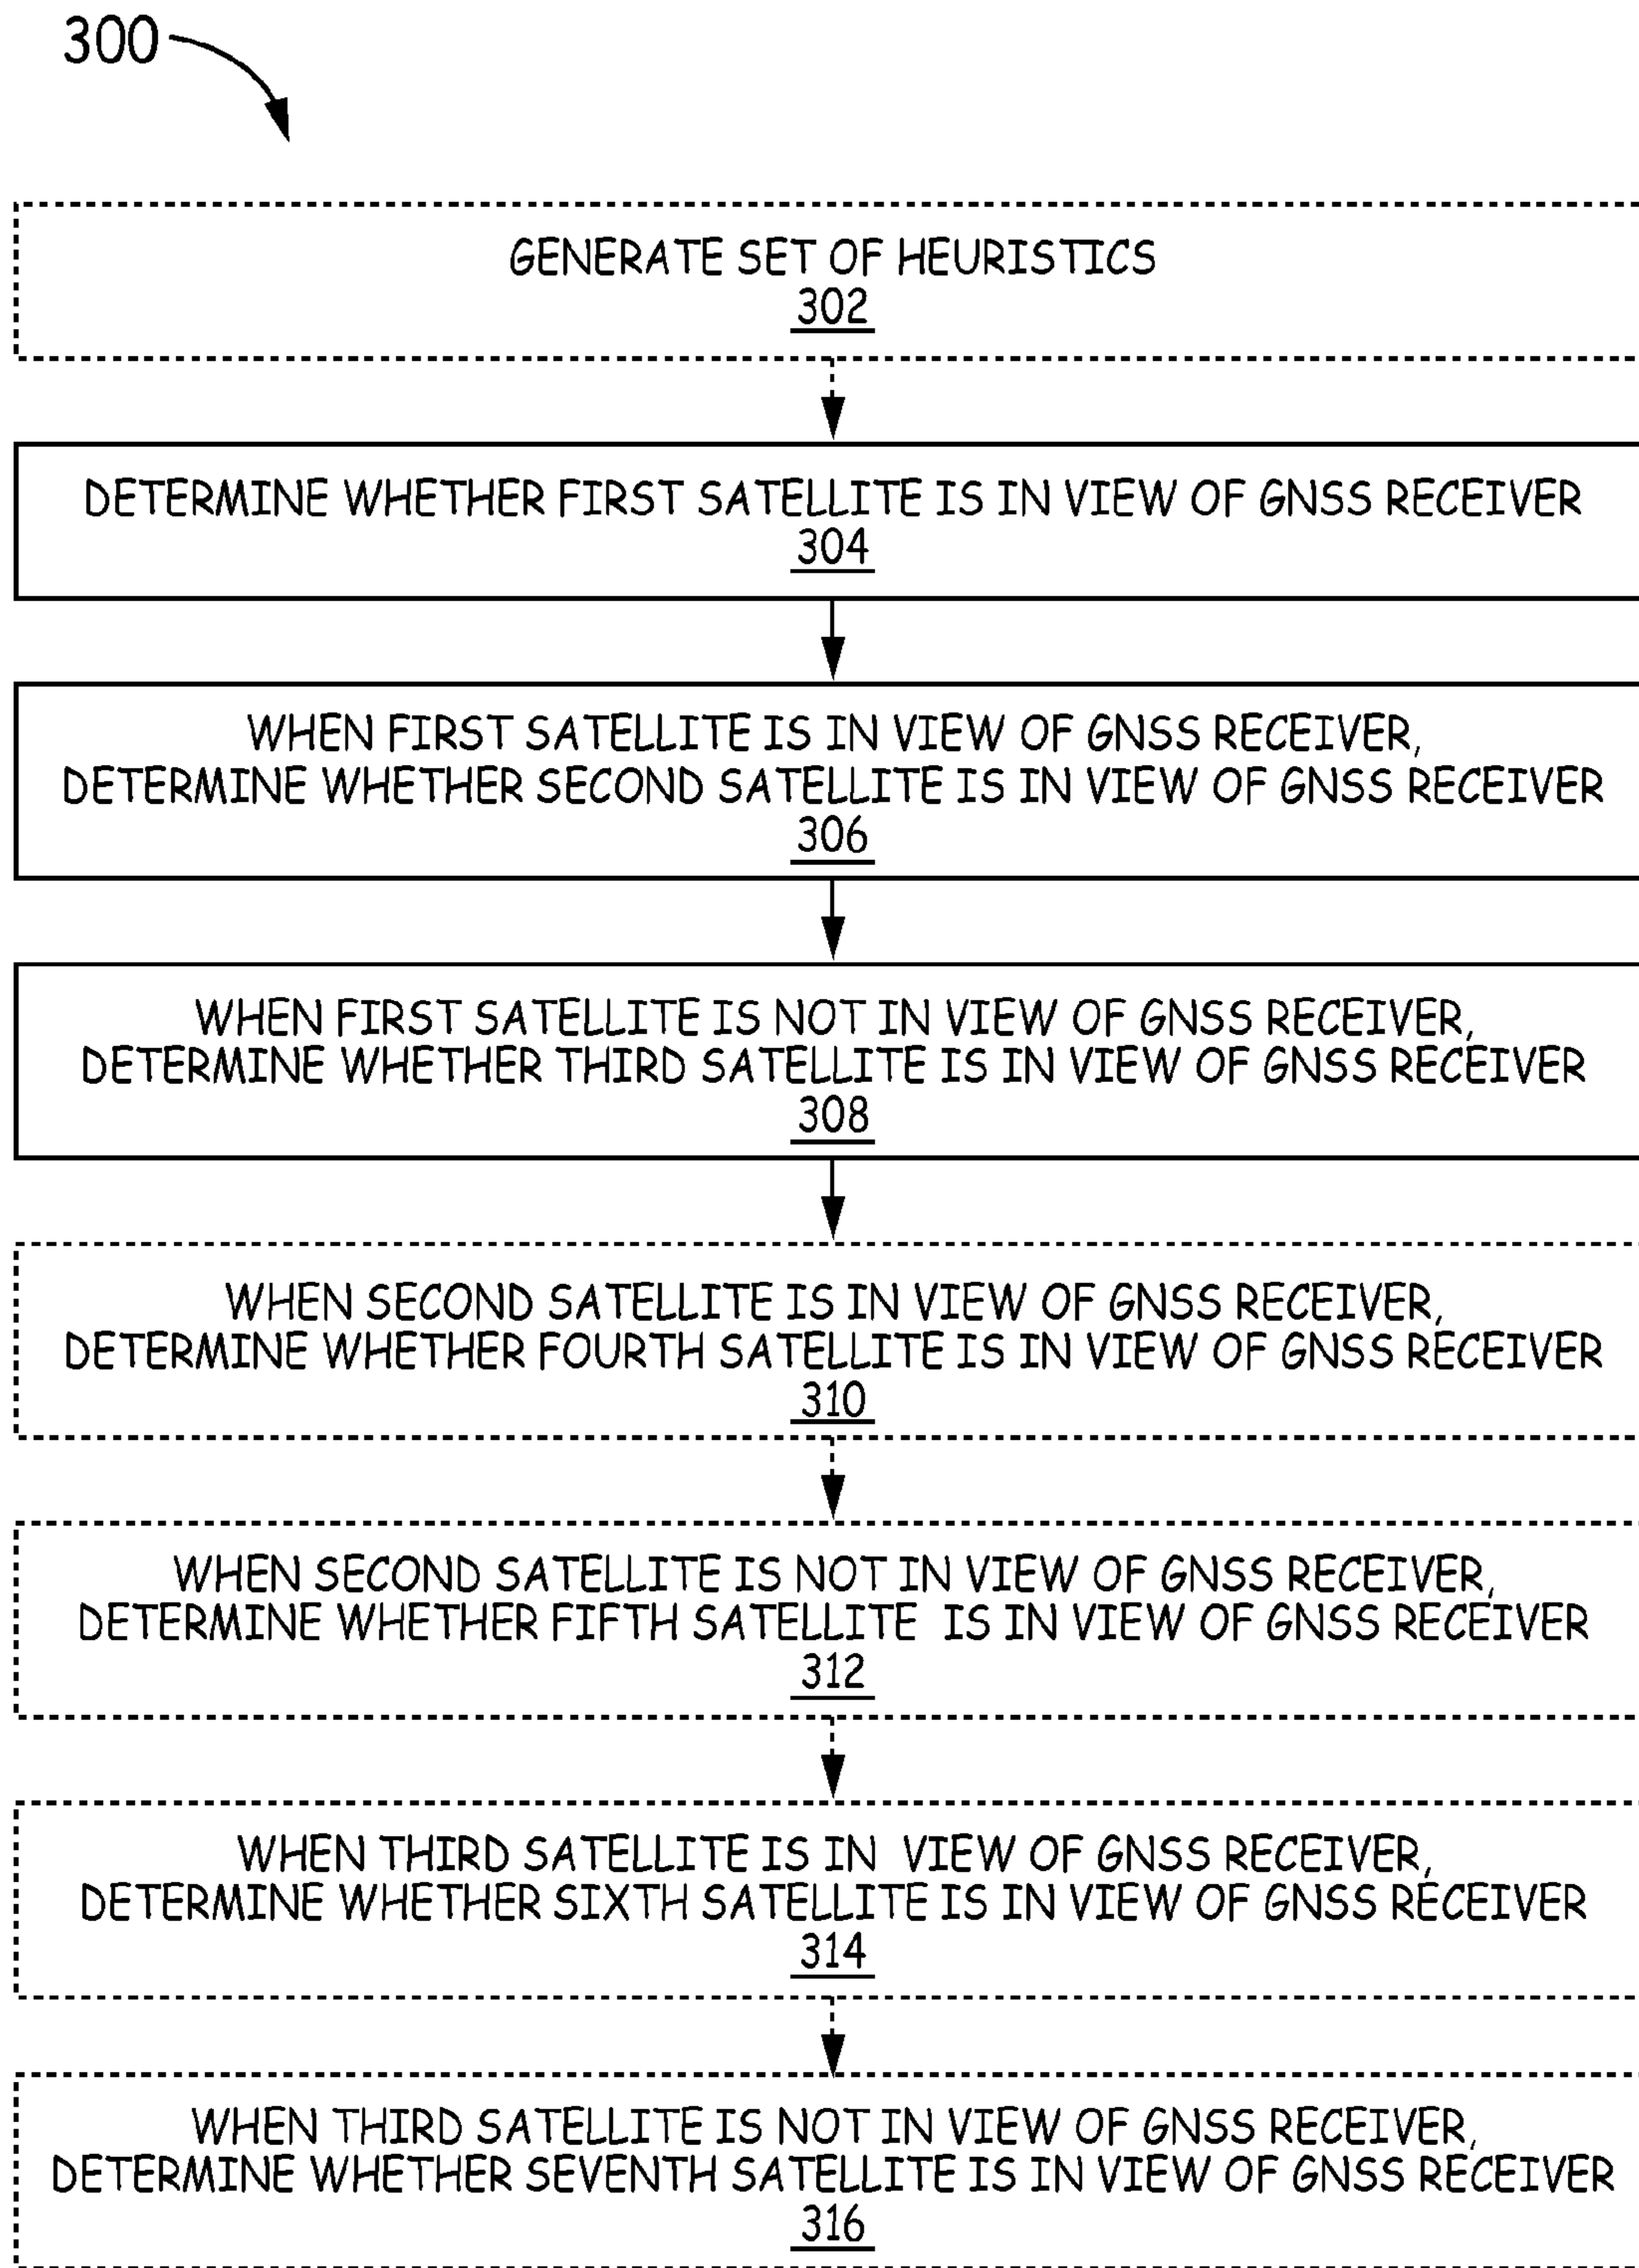 300
GENERATE SET OF HEURISTICS
302
DETERMINE WHETHER FIRST SATELLITE IS IN VIEW OF GNSS RECEIVER
304
WHEN FIRST SATELLITE IS IN VIEW OF GNSS RECEIVER,
DETERMINE WHETHER SECOND SATELLITE IS IN VIEW OF GNSS RECEIVER
306
WHEN FIRST SATELLITE IS NOT IN VIEW OF GNSS RECEIVER,
DETERMINE WHETHER THIRD SATELLITE IS IN VIEW OF GNSS RECEIVER
308
WHEN SECOND SATELLITE IS IN VIEW OF GNSS RECEIVER,
DETERMINE WHETHER FOURTH SATELLITE IS IN VIEW OF GNSS RECEIVER
310
WHEN SECOND SATELLITE IS NOT IN VIEW OF GNSS RECEIVER,
DETERMINE WHETHER FIFTH SATELLITE IS IN VIEW OF GNSS RECEIVER
312
WHEN THIRD SATELLITE IS IN VIEW OF GNSS RECEIVER,
DETERMINE WHETHER SIXTH SATELLITE IS IN VIEW OF GNSS RECEIVER
314
WHEN THIRD SATELLITE IS NOT IN VIEW OF GNSS RECEIVER,
DETERMINE WHETHER SEVENTH SATELLITE IS IN VIEW OF GNSS RECEIVER
316